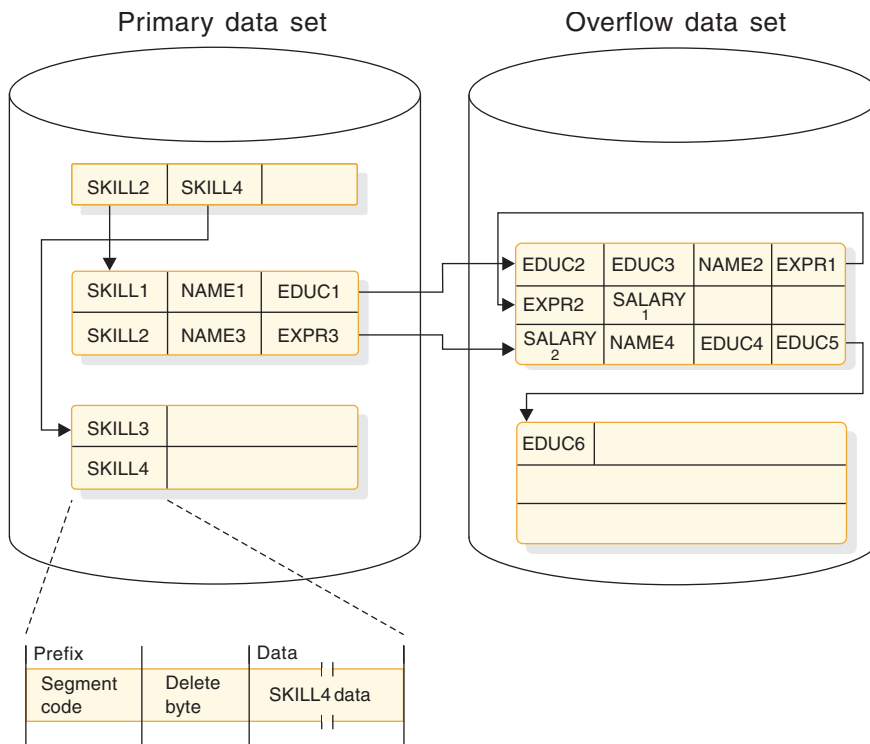 Primary data set
Overflow data set
SKILL2 SKILL4
SKILL1 NAME1 EDUC1
SKILL2 NAME3 EXPR3
SKILL3
SKILL4
EDUC2 EDUC3 NAME2 EXPR1
EXPR2 SALARY
1
SALARY
2
NAME4 EDUC4 EDUC5
EDUC6
Prefix
Data
Segment
code
Delete
byte
SKILL4 data